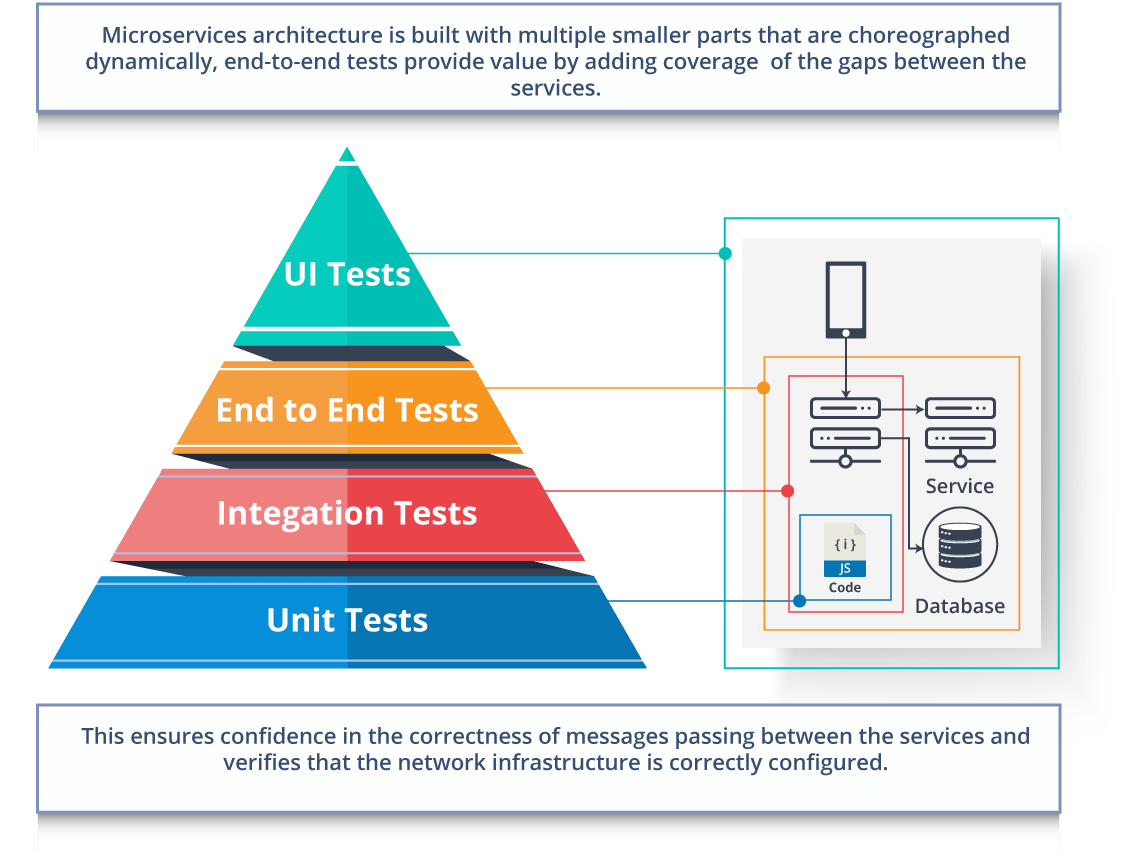 Microservices architecture is built with multiple smaller parts that are choreographed
dynamically, end-to-end tests provide value by adding coverage  of the gaps between the
services.
UI Tests
End to End Tests
Integation Tests
Unit Tests
Service
{i}
JS
Code
Database
This ensures confidence in the correctness of messages passing between the services and
verifies that the network infrastructure is correctly configured.